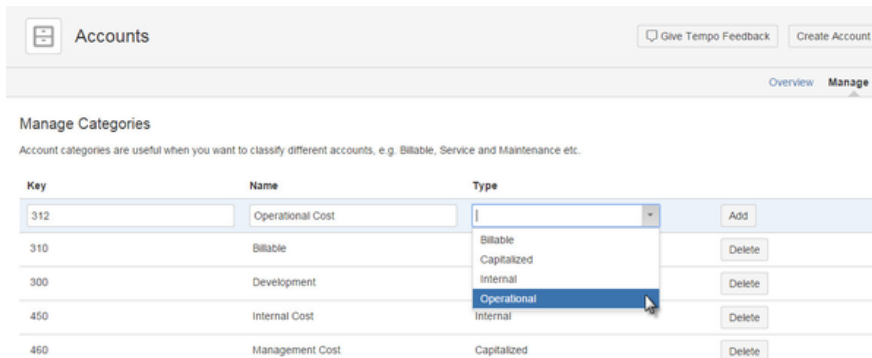 Accounts
Give Tempo Feedback
Create Account
Overview Manage
Manage Categories
Account categories are useful when you want to classify different accounts, e.g. Billable, Service and Maintenance etc.
Key Name Type
312 Operational Cost Add
310 Billable Billable Delete
Capitalized
300 Development Internal Delete
Operational
450 Internal Cost Internal Delete
460 Management Cost Capitalized Delete